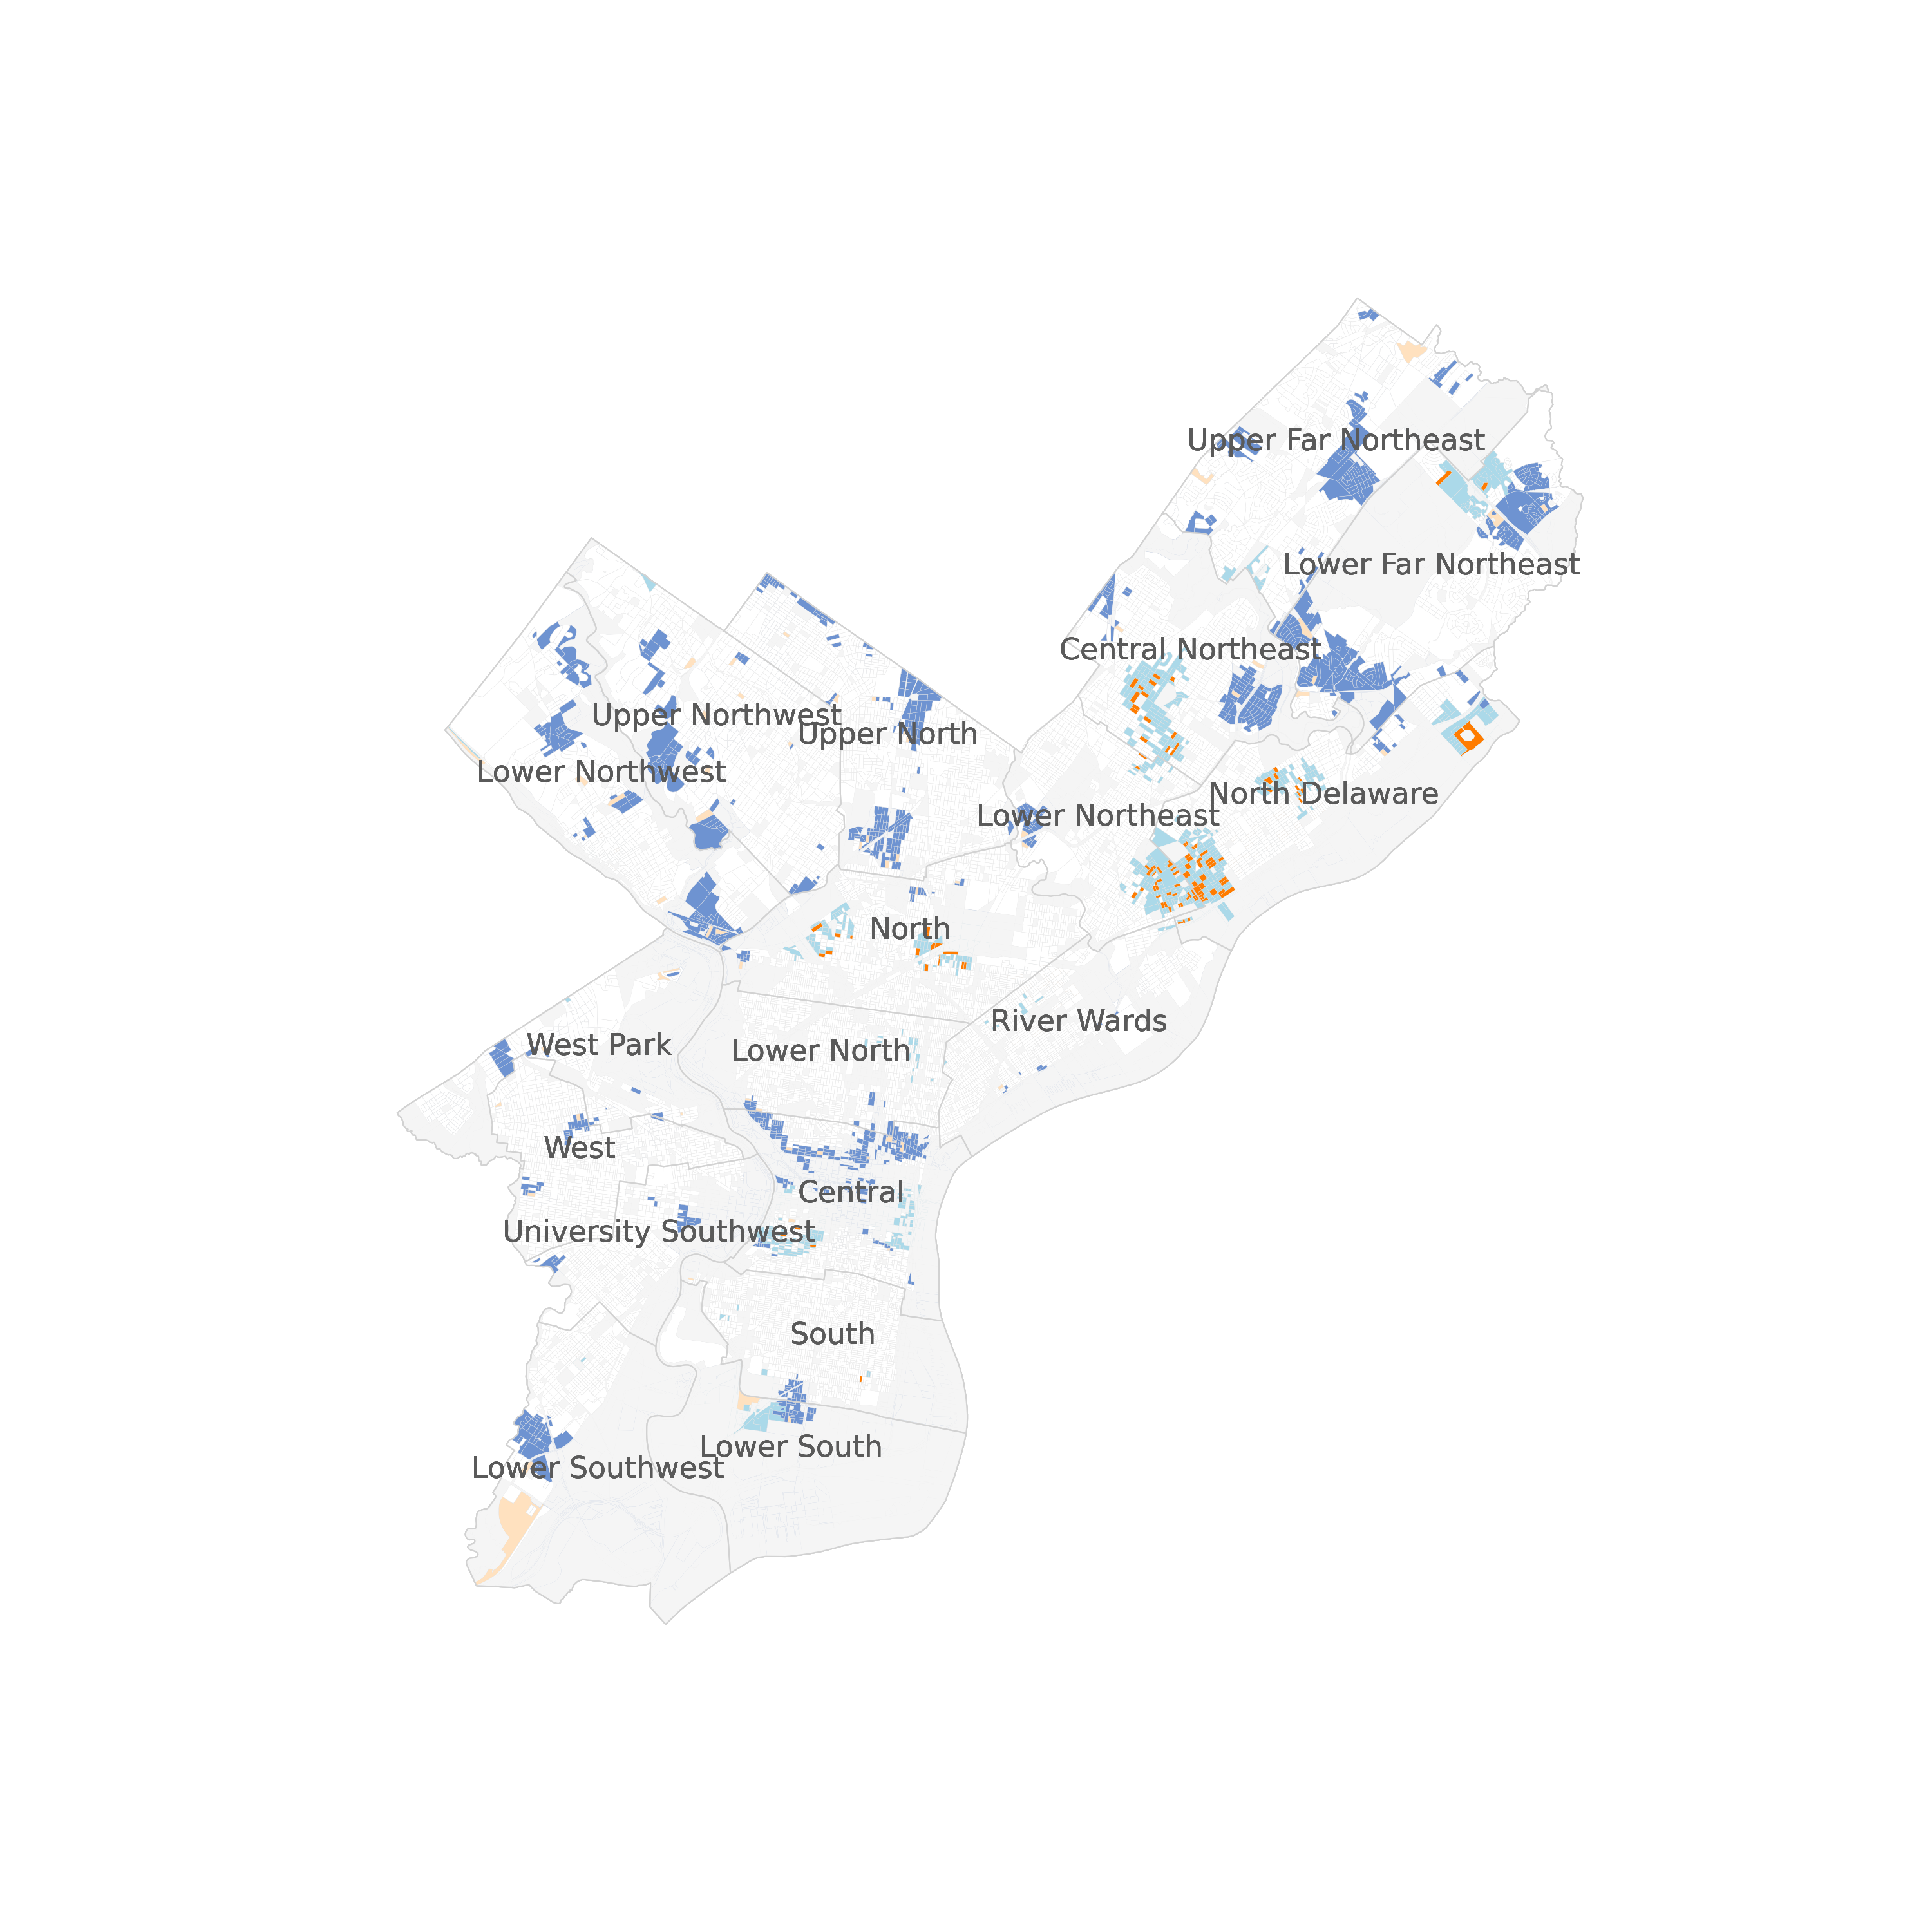 Upper Far Northeast
Lower Far Northeast
Central Northeast
Upper Northwest
Upper North
Lower Northwest
North Delaware
Lower Northeast
North
River Wards
West Park
Lower North
West
Central
University Southwest
South
Lower South
Lower Southwest